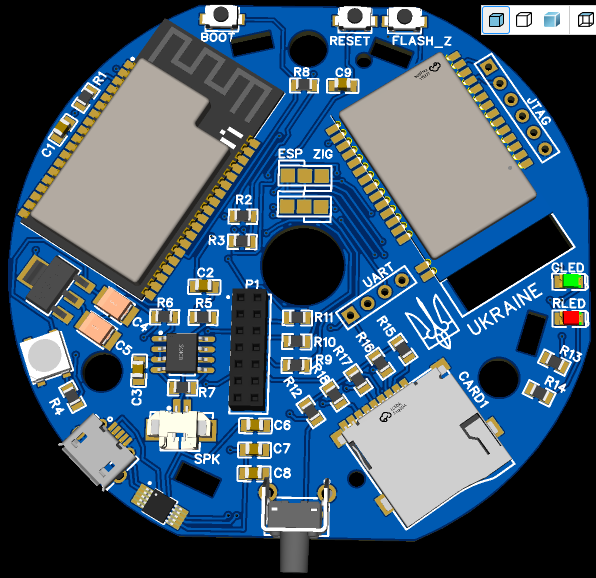 BOOT
RESET
FLASH_Z
R8
C9
R1
C1
JTAG
ESP ZIG
R2
R3
C2
P1
UART
GLED
RLED
UKRAINE
R6
R5
R11
C4
C5
R10
R9
R15
R16
R17
R18
R12
R13
R14
C3
R7
R4
CARD1
SPK
C6
C7
C8